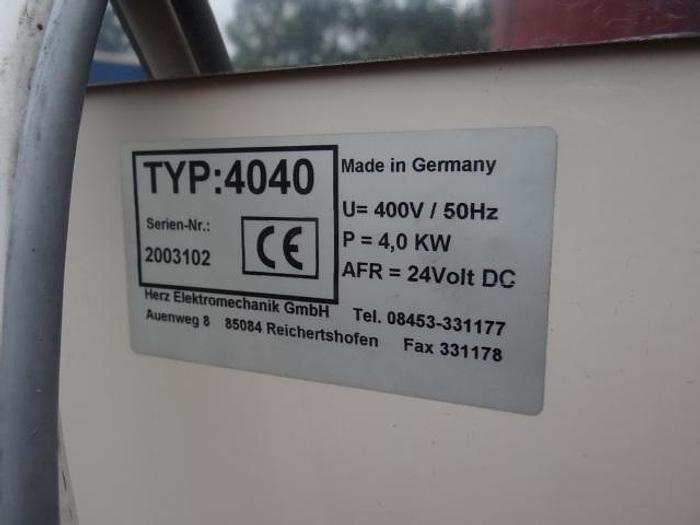 TYP:4040
Serien-Nr.:
2003102
CE
Made in Germany
U= 400V / 50Hz
P = 4,0 KW
AFR = 24Volt DC
Herz Elektromechanik GmbH Tel. 08453-331177
Auenweg 8 85084 Reichertshofen Fax 331178